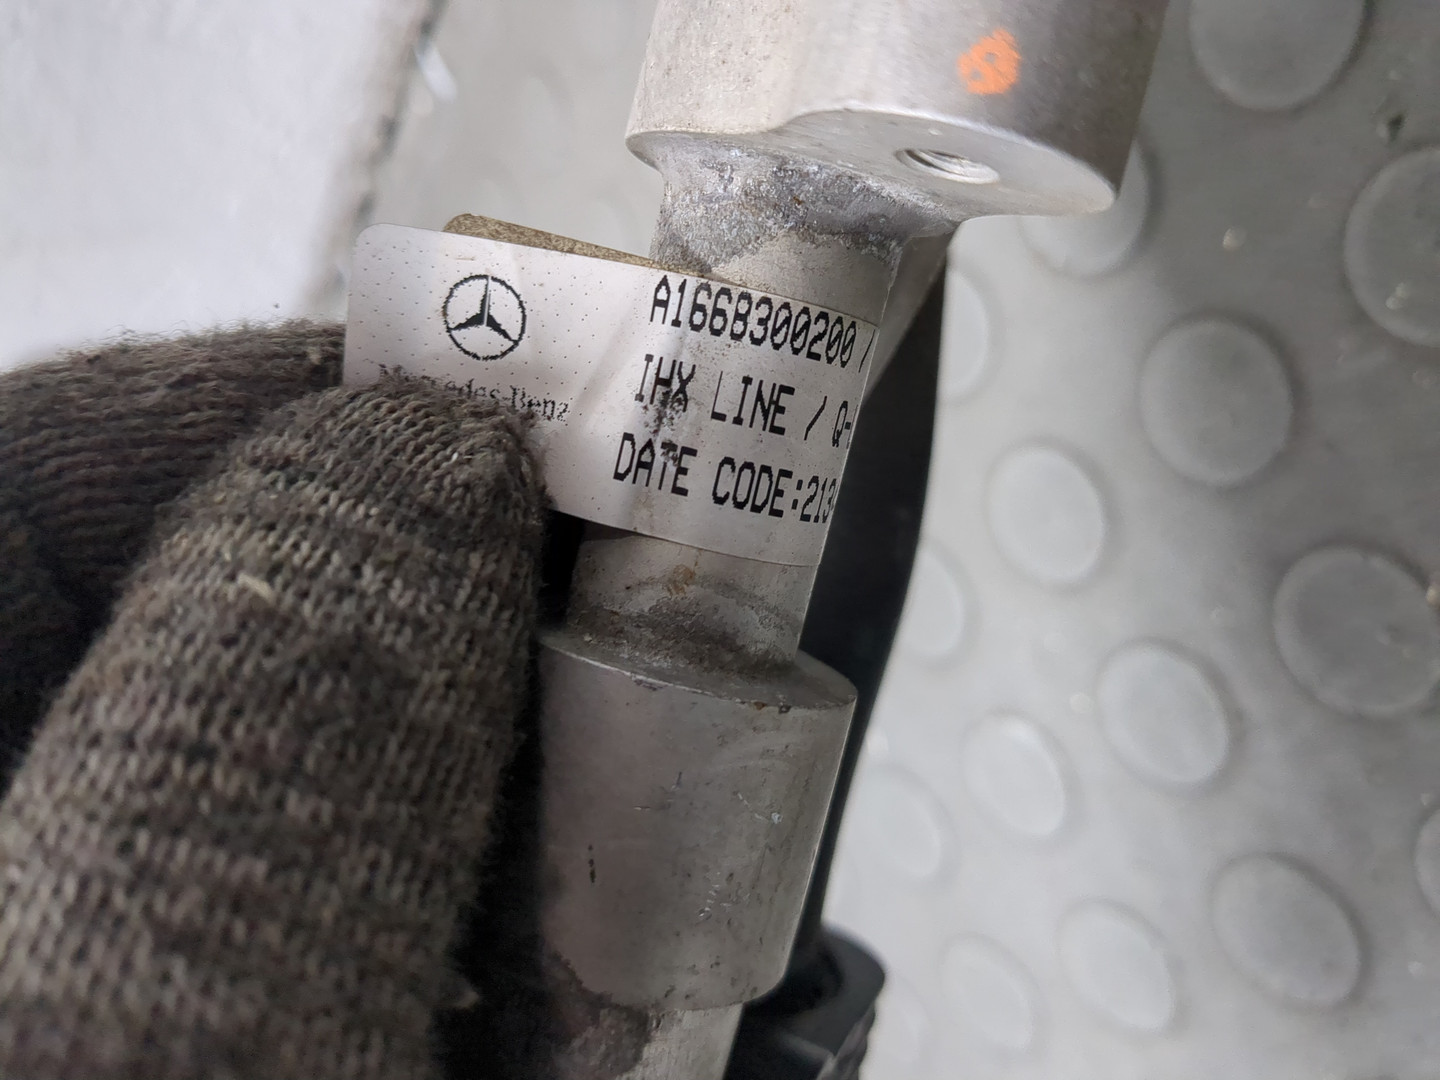 Mercedes-Benz
A1668300200 /
IHX LINE / Q-
DATE CODE:213